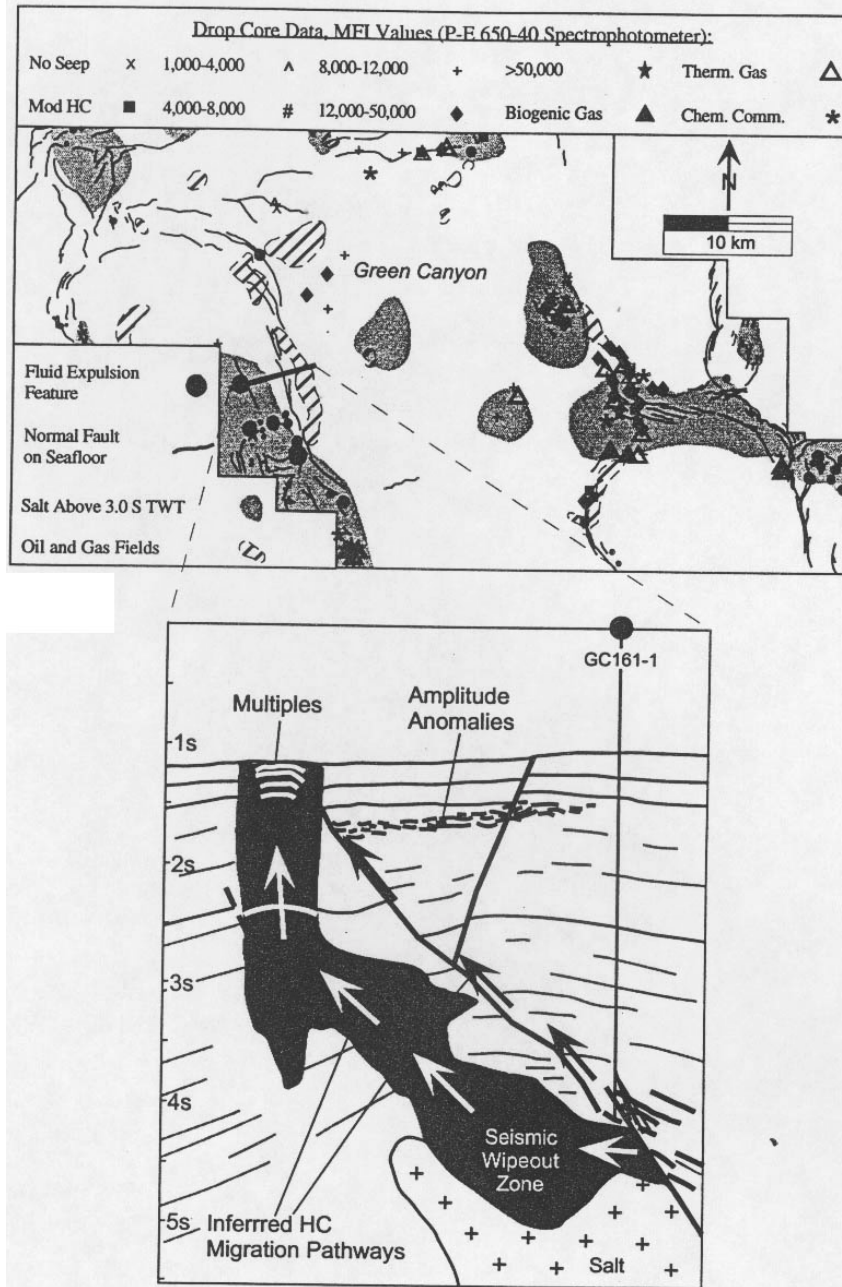 Drop Core Data, MFI Values (P-E 650-40 Spectrophotometer):
No Seep x 1,000-4,000 ^ 8,000-12,000 + >50,000 ★ Therm. Gas △
Mod HC ■ 4,000-8,000 # 12,000-50,000 ◆ Biogenic Gas ▲ Chem. Comm. *
N
10 km
Green Canyon
Fluid Expulsion
Feature
Normal Fault
on Seafloor
Salt Above 3.0 S TWT
Oil and Gas Fields
GC161-1
Multiples
Amplitude
Anomalies
1s
2s
3s
4s
Seismic
Wipeout
Zone
5s
Inferrred HC
Migration Pathways
Salt